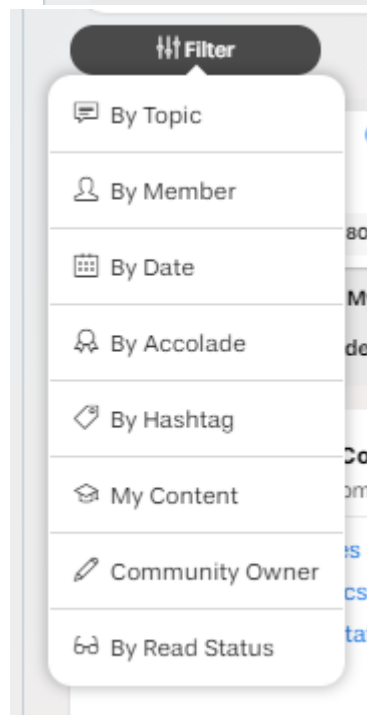 Filter
By Topic
By Member
By Date
By Accolade
By Hashtag
My Content
Community Owner
By Read Status